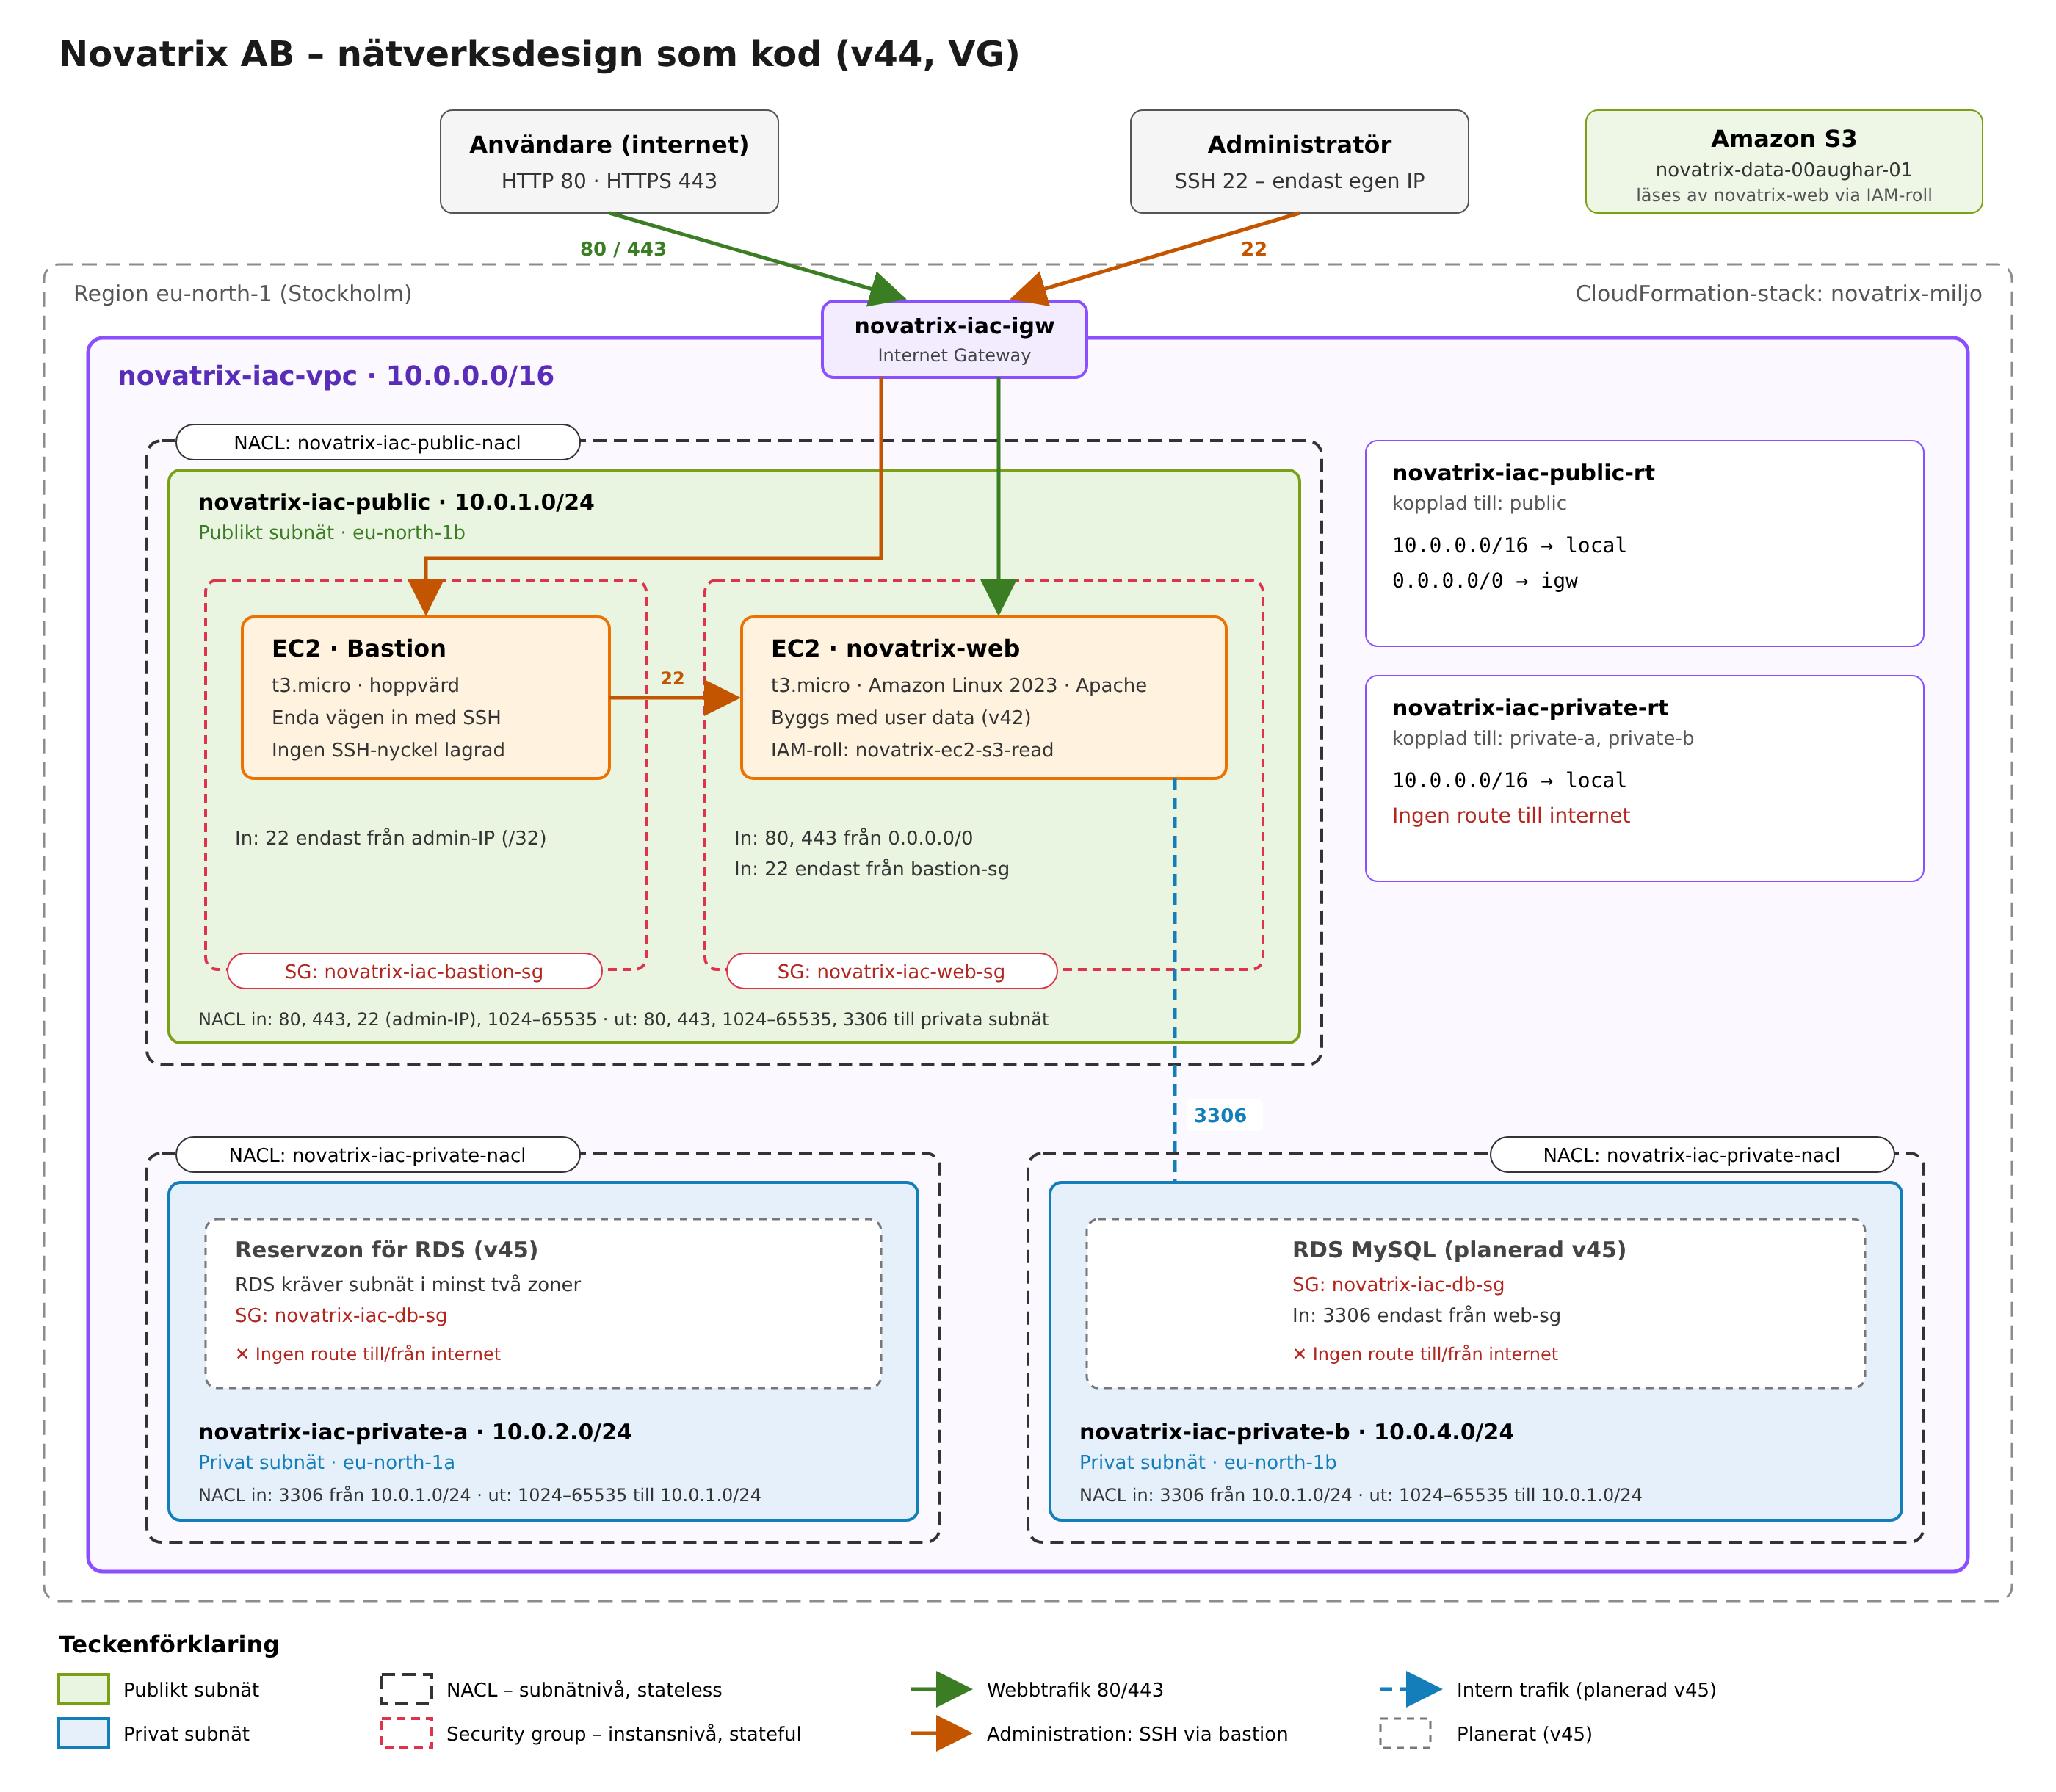 Novatrix AB – nätverksdesign som kod (v44, VG)
Användare (internet)
HTTP 80 · HTTPS 443
Administratör
SSH 22 – endast egen IP
Amazon S3
novatrix-data-00aughar-01
läses av novatrix-web via IAM-roll
80 / 443
22
Region eu-north-1 (Stockholm)
CloudFormation-stack: novatrix-miljo
novatrix-iac-igw
Internet Gateway
novatrix-iac-vpc · 10.0.0.0/16
NACL: novatrix-iac-public-nacl
novatrix-iac-public · 10.0.1.0/24
Publikt subnät · eu-north-1b
EC2 · Bastion
t3.micro · hoppvärd
Enda vägen in med SSH
Ingen SSH-nyckel lagrad
22
EC2 · novatrix-web
t3.micro · Amazon Linux 2023 · Apache
Byggs med user data (v42)
IAM-roll: novatrix-ec2-s3-read
In: 22 endast från admin-IP (/32)
In: 80, 443 från 0.0.0.0/0
In: 22 endast från bastion-sg
SG: novatrix-iac-bastion-sg
SG: novatrix-iac-web-sg
NACL in: 80, 443, 22 (admin-IP), 1024–65535 · ut: 80, 443, 1024–65535, 3306 till privata subnät
novatrix-iac-public-rt
kopplad till: public
10.0.0.0/16 → local
0.0.0.0/0 → igw
novatrix-iac-private-rt
kopplad till: private-a, private-b
10.0.0.0/16 → local
Ingen route till internet
3306
NACL: novatrix-iac-private-nacl
Reservzon för RDS (v45)
RDS kräver subnät i minst två zoner
SG: novatrix-iac-db-sg
✕ Ingen route till/från internet
novatrix-iac-private-a · 10.0.2.0/24
Privat subnät · eu-north-1a
NACL in: 3306 från 10.0.1.0/24 · ut: 1024–65535 till 10.0.1.0/24
NACL: novatrix-iac-private-nacl
RDS MySQL (planerad v45)
SG: novatrix-iac-db-sg
In: 3306 endast från web-sg
✕ Ingen route till/från internet
novatrix-iac-private-b · 10.0.4.0/24
Privat subnät · eu-north-1b
NACL in: 3306 från 10.0.1.0/24 · ut: 1024–65535 till 10.0.1.0/24
Teckenförklaring
Publikt subnät
NACL – subnätnivå, stateless
Webbtrafik 80/443
Intern trafik (planerad v45)
Privat subnät
Security group – instansnivå, stateful
Administration: SSH via bastion
Planerat (v45)